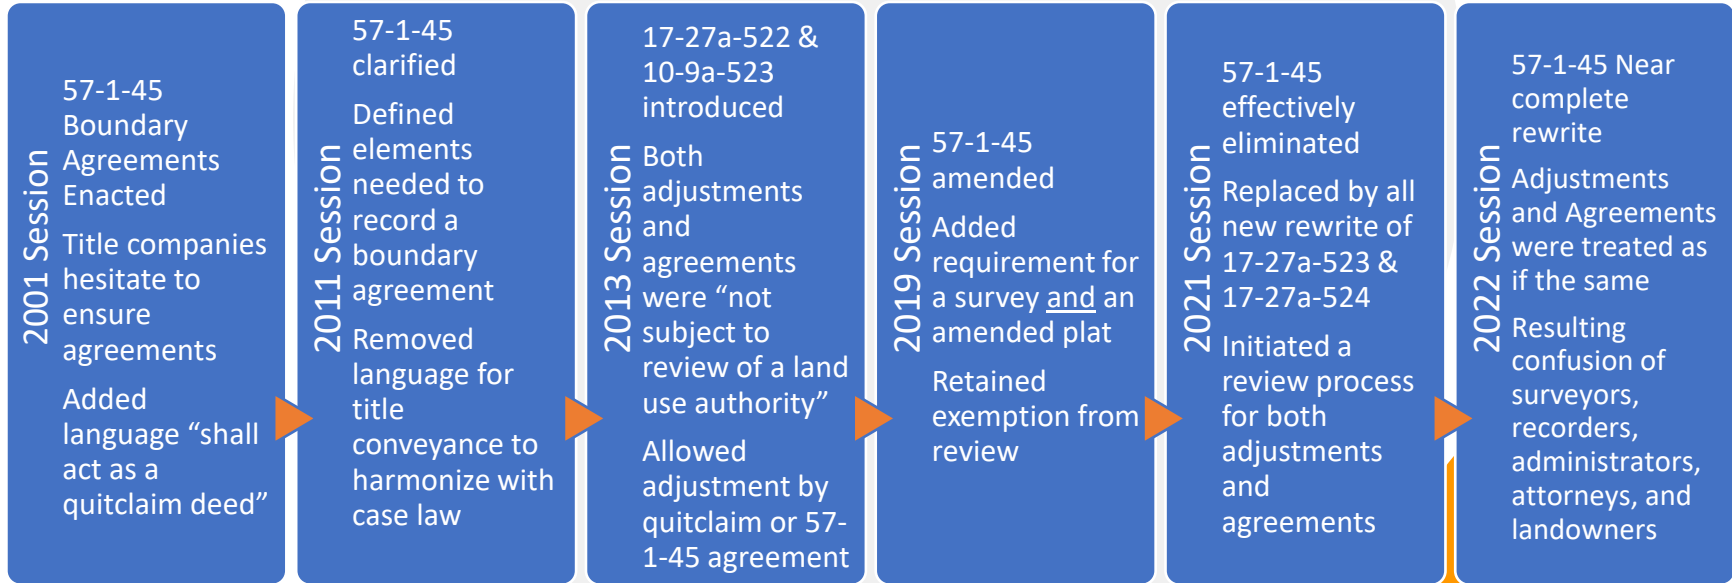 2001 Session
57-1-45
Boundary
Agreements
Enacted
Title companies
hesitate to
ensure
agreements
Added
language “shall
act as a
quitclaim deed”
2011 Session
57-1-45
clarified
Defined
elements
needed to
record a
boundary
agreement
Removed
language for
title
conveyance to
harmonize with
case law
2013 Session
17-27a-522 &
10-9a-523
introduced
Both
adjustments
and
agreements
were “not
subject to
review of a land
use authority”
Allowed
adjustment by
quitclaim or 57-
1-45 agreement
2019 Session
57-1-45
amended
Added
requirement for
a survey and an
amended plat
Retained
exemption from
review
2021 Session
57-1-45
effectively
eliminated
Replaced by all
new rewrite of
17-27a-523 &
17-27a-524
Initiated a
review process
for both
adjustments
and
agreements
2022 Session
57-1-45 Near
complete
rewrite
Adjustments
and Agreements
were treated as
if the same
Resulting
confusion of
surveyors,
recorders,
administrators,
attorneys, and
landowners